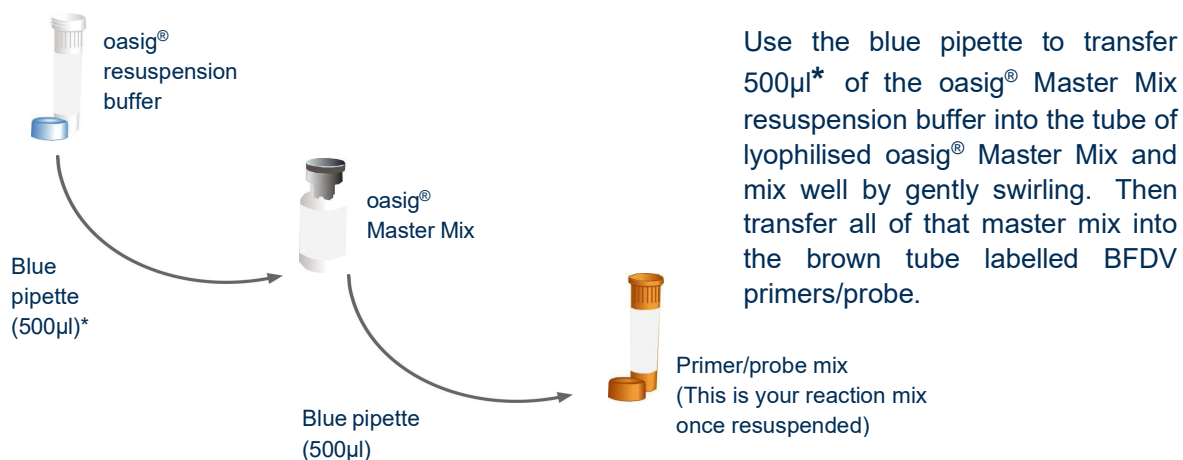 oasig®
resuspension
buffer
Use the blue pipette to transfer
500µl* of the oasig® Master Mix
resuspension buffer into the tube of
lyophilised oasig® Master Mix and
mix well by gently swirling. Then
transfer all of that master mix into
the brown tube labelled BFDV
primers/probe.
oasig®
Master Mix
Blue
pipette
(500µl)*
Primer/probe mix
(This is your reaction mix
once resuspended)
Blue pipette
(500µl)